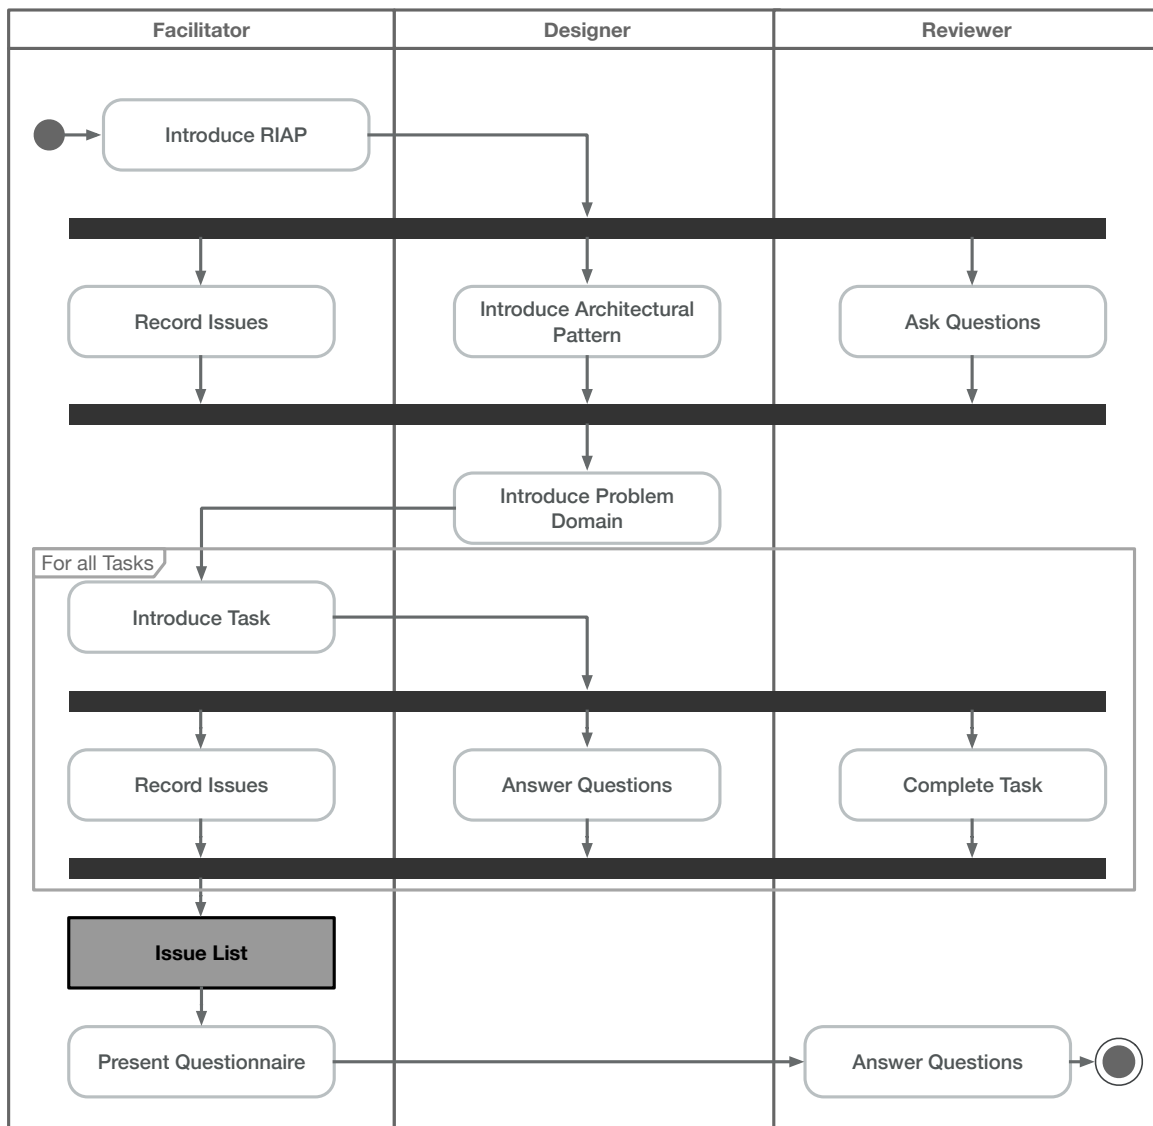 Facilitator
Designer
Reviewer
Introduce RIAP
Record Issues
Introduce Architectural
Pattern
Ask Questions
Introduce Problem
Domain
For all Tasks
Introduce Task
Record Issues
Answer Questions
Complete Task
Issue List
Present Questionnaire
Answer Questions